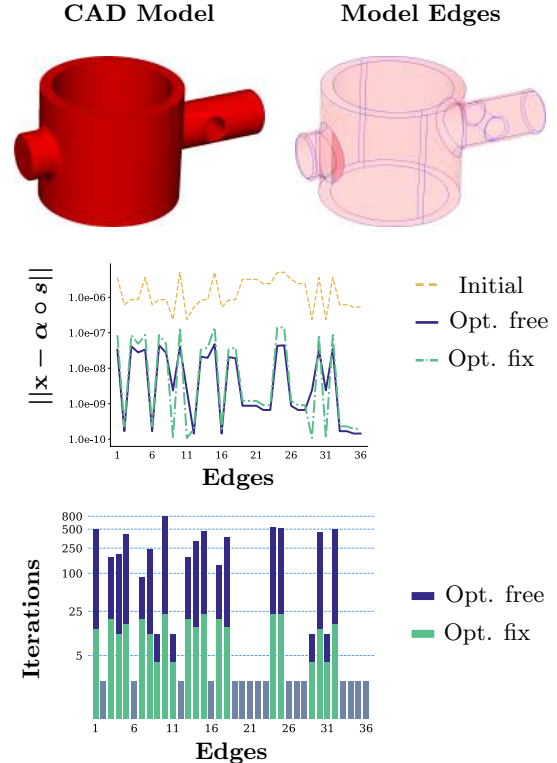 CAD Model
Model Edges
||x − α ∘ s||
1.0e-06
1.0e-07
1.0e-08
1.0e-09
1.0e-10
1 6 11 16 21 26 31 36
Edges
Initial
Opt. free
Opt. fix
Iterations
800
500
250
100
25
5
1 6 11 16 21 26 31 36
Edges
Opt. free
Opt. fix